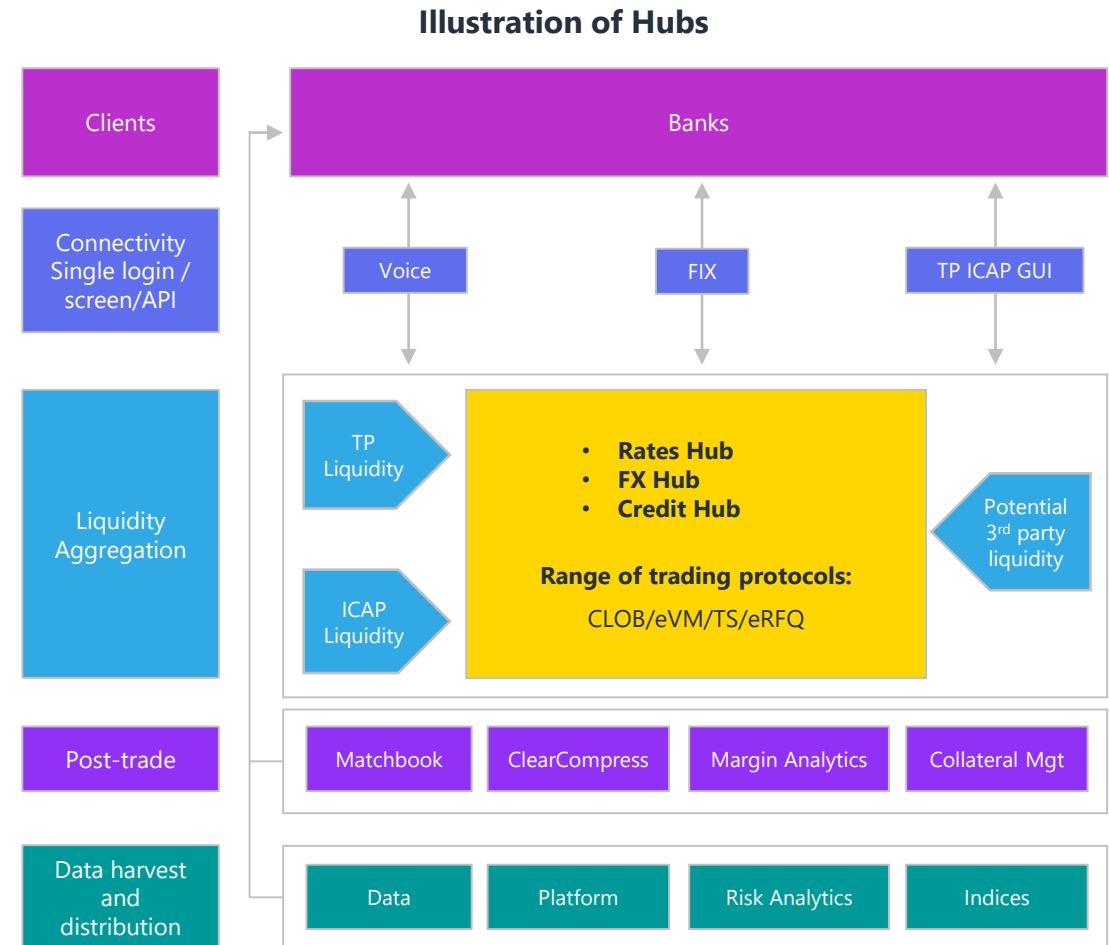 Illustration of Hubs
Clients
Banks
Connectivity
Single login /
screen/API
Voice
FIX
TP ICAP GUI
Liquidity
Aggregation
TP
Liquidity
ICAP
Liquidity
• Rates Hub
• FX Hub
• Credit Hub
Range of trading protocols:
CLOB/eVM/TS/eRFQ
Potential
3rd party
liquidity
Post-trade
Matchbook
ClearCompress
Margin Analytics
Collateral Mgt
Data harvest
and
distribution
Data
Platform
Risk Analytics
Indices